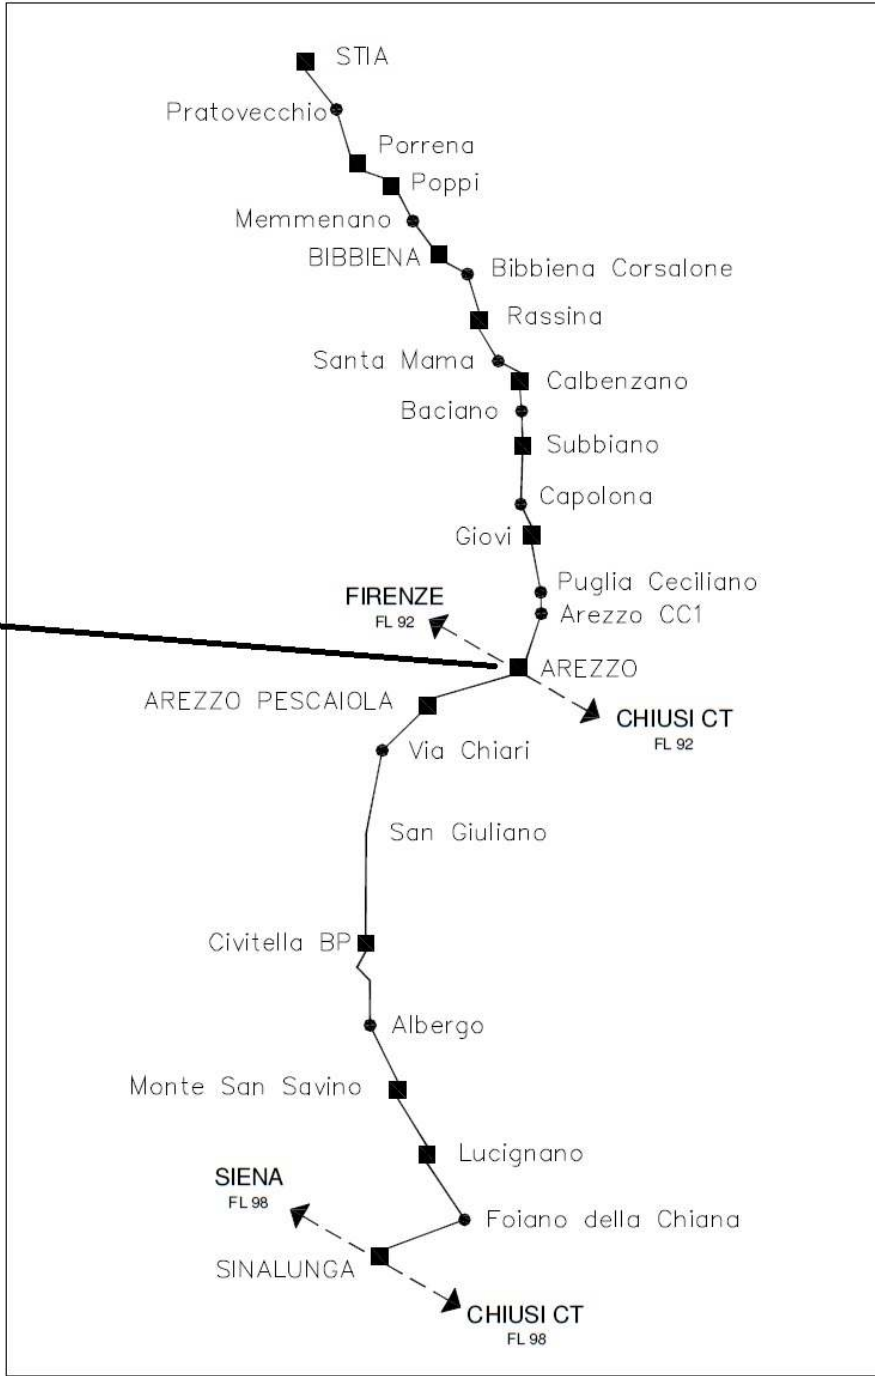 STIA
Pratovecchio
Porrena
Poppi
Memmenano
BIBBIENA
Bibbiena Corsalone
Rassina
Santa Mama
Calbenzano
Baciano
Subbiano
Capolona
Giovi
Puglia Ceciliano
FIRENZE
FL 92
Arezzo CC1
AREZZO
AREZZO PESCAIOLA
CHIUSI CT
FL 92
Via Chiari
San Giuliano
Civitella BP
Albergo
Monte San Savino
Lucignano
SIENA
FL 98
Foiano della Chiana
SINALUNGA
CHIUSI CT
FL 98